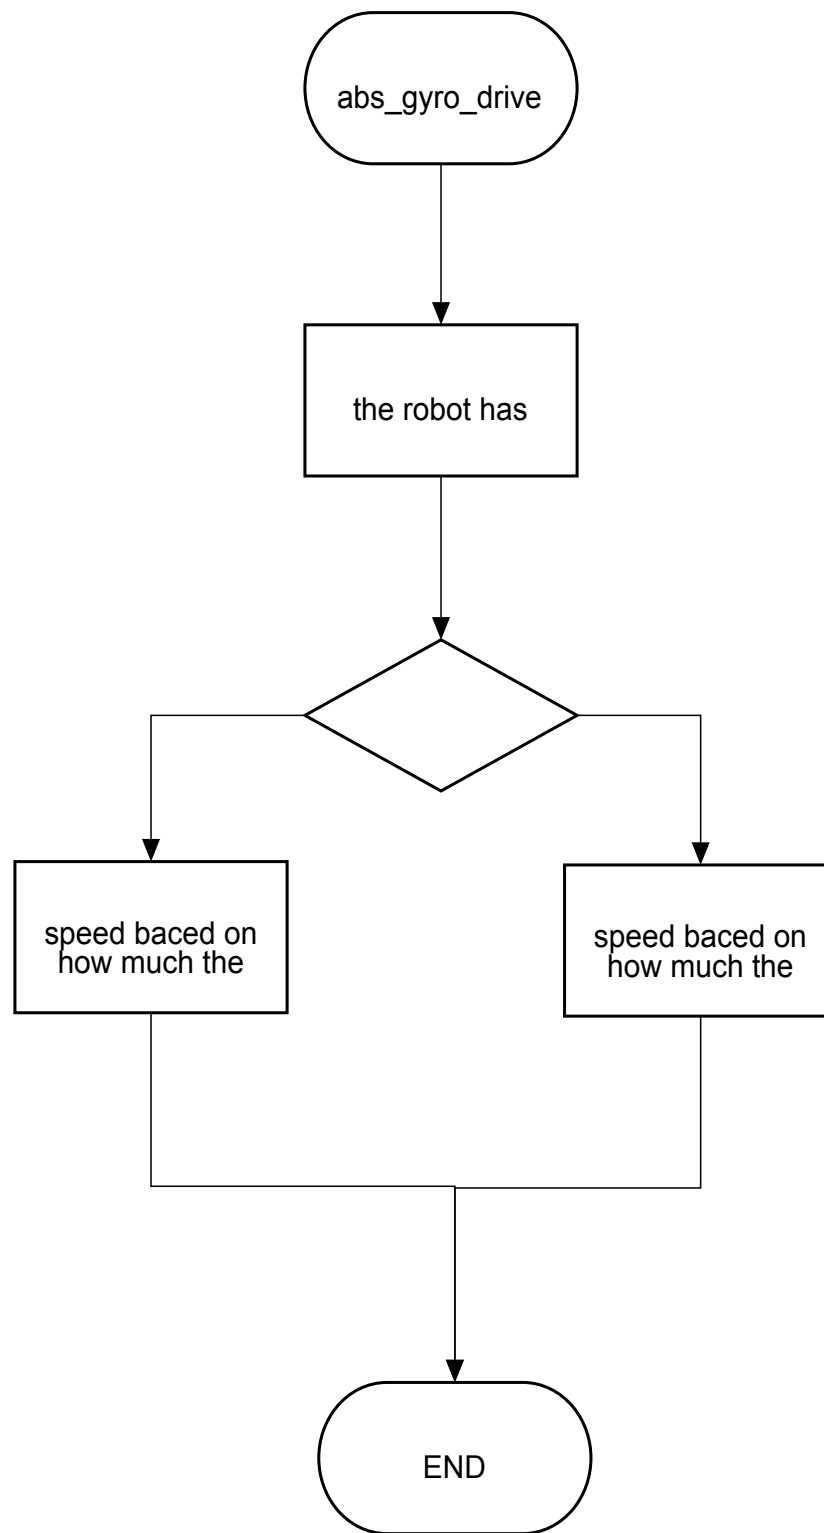 abs_gyro_drive
the robot has
speed baced on
how much the
speed baced on
how much the
END